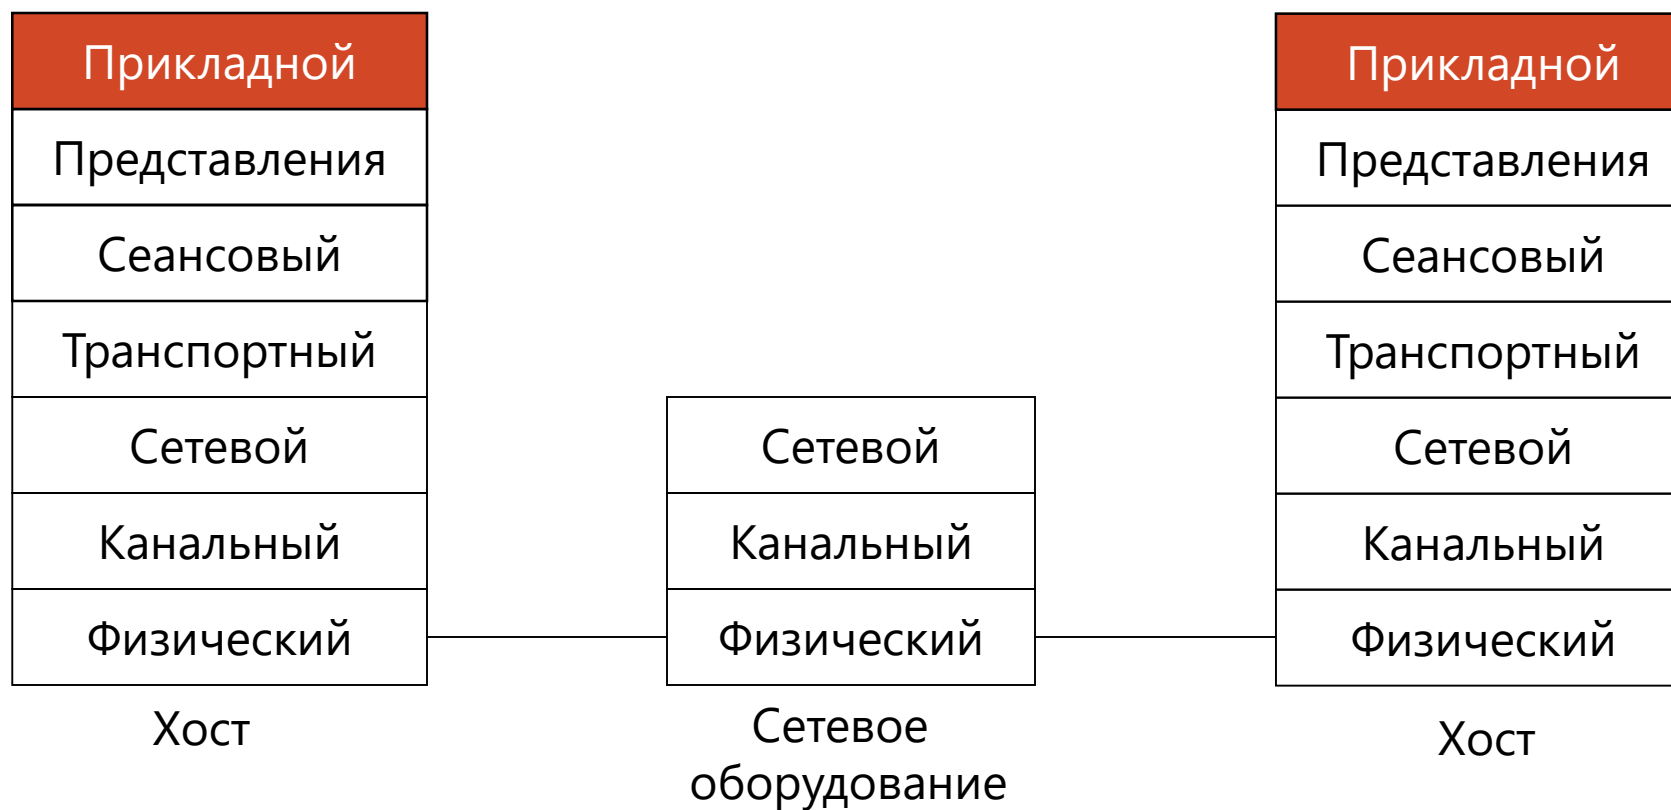 Прикладной
Представления
Сеансовый
Транспортный
Сетевой
Канальный
Физический
Хост
Сетевой
Канальный
Физический
Сетевое
оборудование
Прикладной
Представления
Сеансовый
Транспортный
Сетевой
Канальный
Физический
Хост